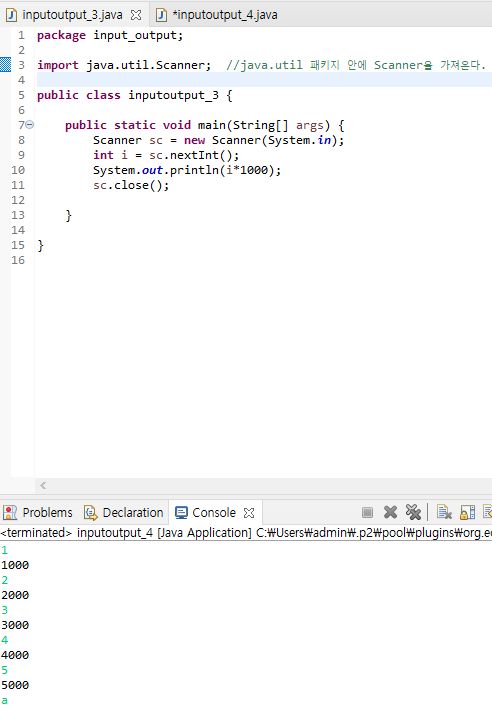 inputoutput_3.java *inputoutput_4.java
1 package input_output;
2
3 import java.util.Scanner; //java.util 패키지 안에 Scanner을 가져온다.
4
5 public class inputoutput_3 {
6
7 public static void main(String[] args) {
8 Scanner sc = new Scanner(System.in);
9 int i = sc.nextInt();
10 System.out.println(i*1000);
11 sc.close();
12
13 }
14
15 }
16
Problems Declaration Console
<terminated> inputoutput_4 [Java Application] C:₩Users₩admin₩.p2₩pool₩plugins₩org.e
1
1000
2
2000
3
3000
4
4000
5
5000
a